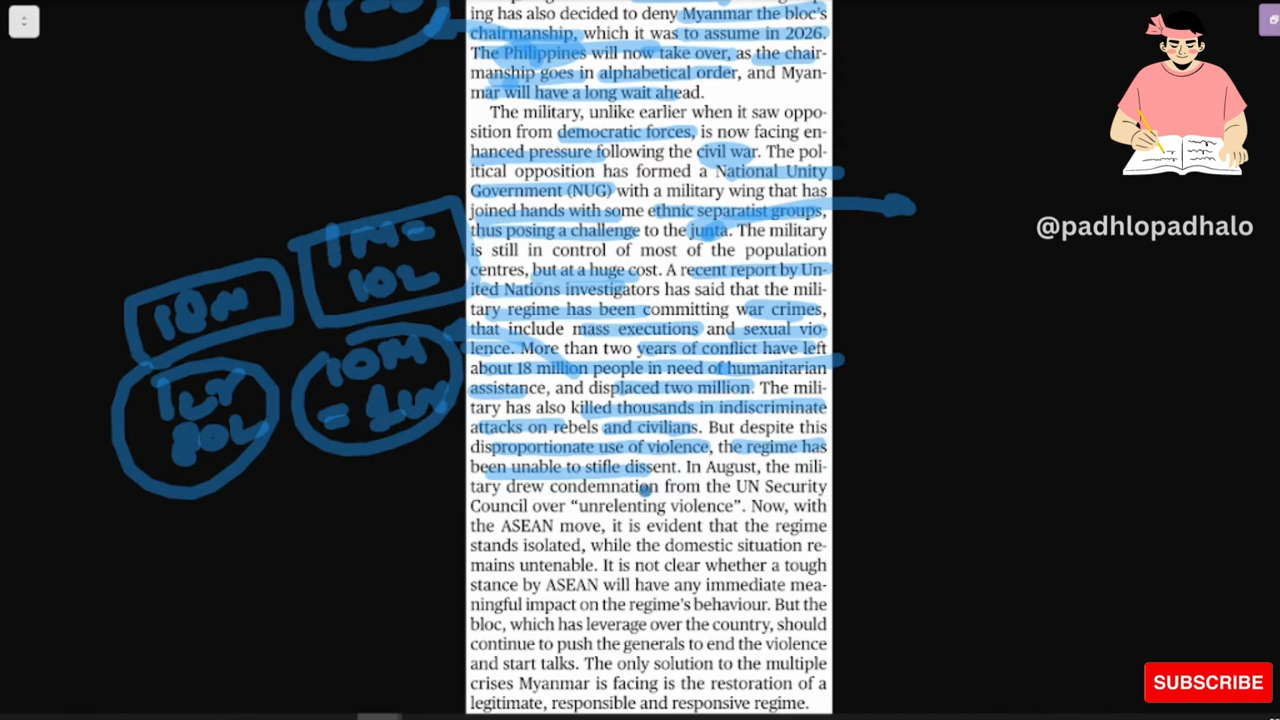 ing has also decided to deny Myanmar the bloc's
chairmanship, which it was to assume in 2026.
The Philippines will now take over, as the chair-
manship goes in alphabetical order, and Myan-
mar will have a long wait ahead.
The military, unlike earlier when it saw oppo-
sition from democratic forces, is now facing en-
hanced pressure following the civil war. The pol-
itical opposition has formed a National Unity
Government (NUG) with a military wing that has
joined hands with some ethnic separatist groups,
thus posing a challenge to the junta. The military
is still in control of most of the population
centres, but at a huge cost. A recent report by Un-
ited Nations investigators has said that the mili-
tary regime has been committing war crimes,
that include mass executions and sexual vio-
lence. More than two years of conflict have left
about 18 million people in need of humanitarian
assistance, and displaced two million. The mili-
tary has also killed thousands in indiscriminate
attacks on rebels and civilians. But despite this
disproportionate use of violence, the regime has
been unable to stifle dissent. In August, the mili-
tary drew condemnation from the UN Security
Council over “unrelenting violence”. Now, with
the ASEAN move, it is evident that the regime
stands isolated, while the domestic situation re-
mains untenable. It is not clear whether a tough
stance by ASEAN will have any immediate mea-
ningful impact on the regime's behaviour. But the
bloc, which has leverage over the country, should
continue to push the generals to end the violence
and start talks. The only solution to the multiple
crises Myanmar is facing is the restoration of a
legitimate, responsible and responsive regime.
1M=
10L
18M
10M
@padhlopadhalo
SUBSCRIBE